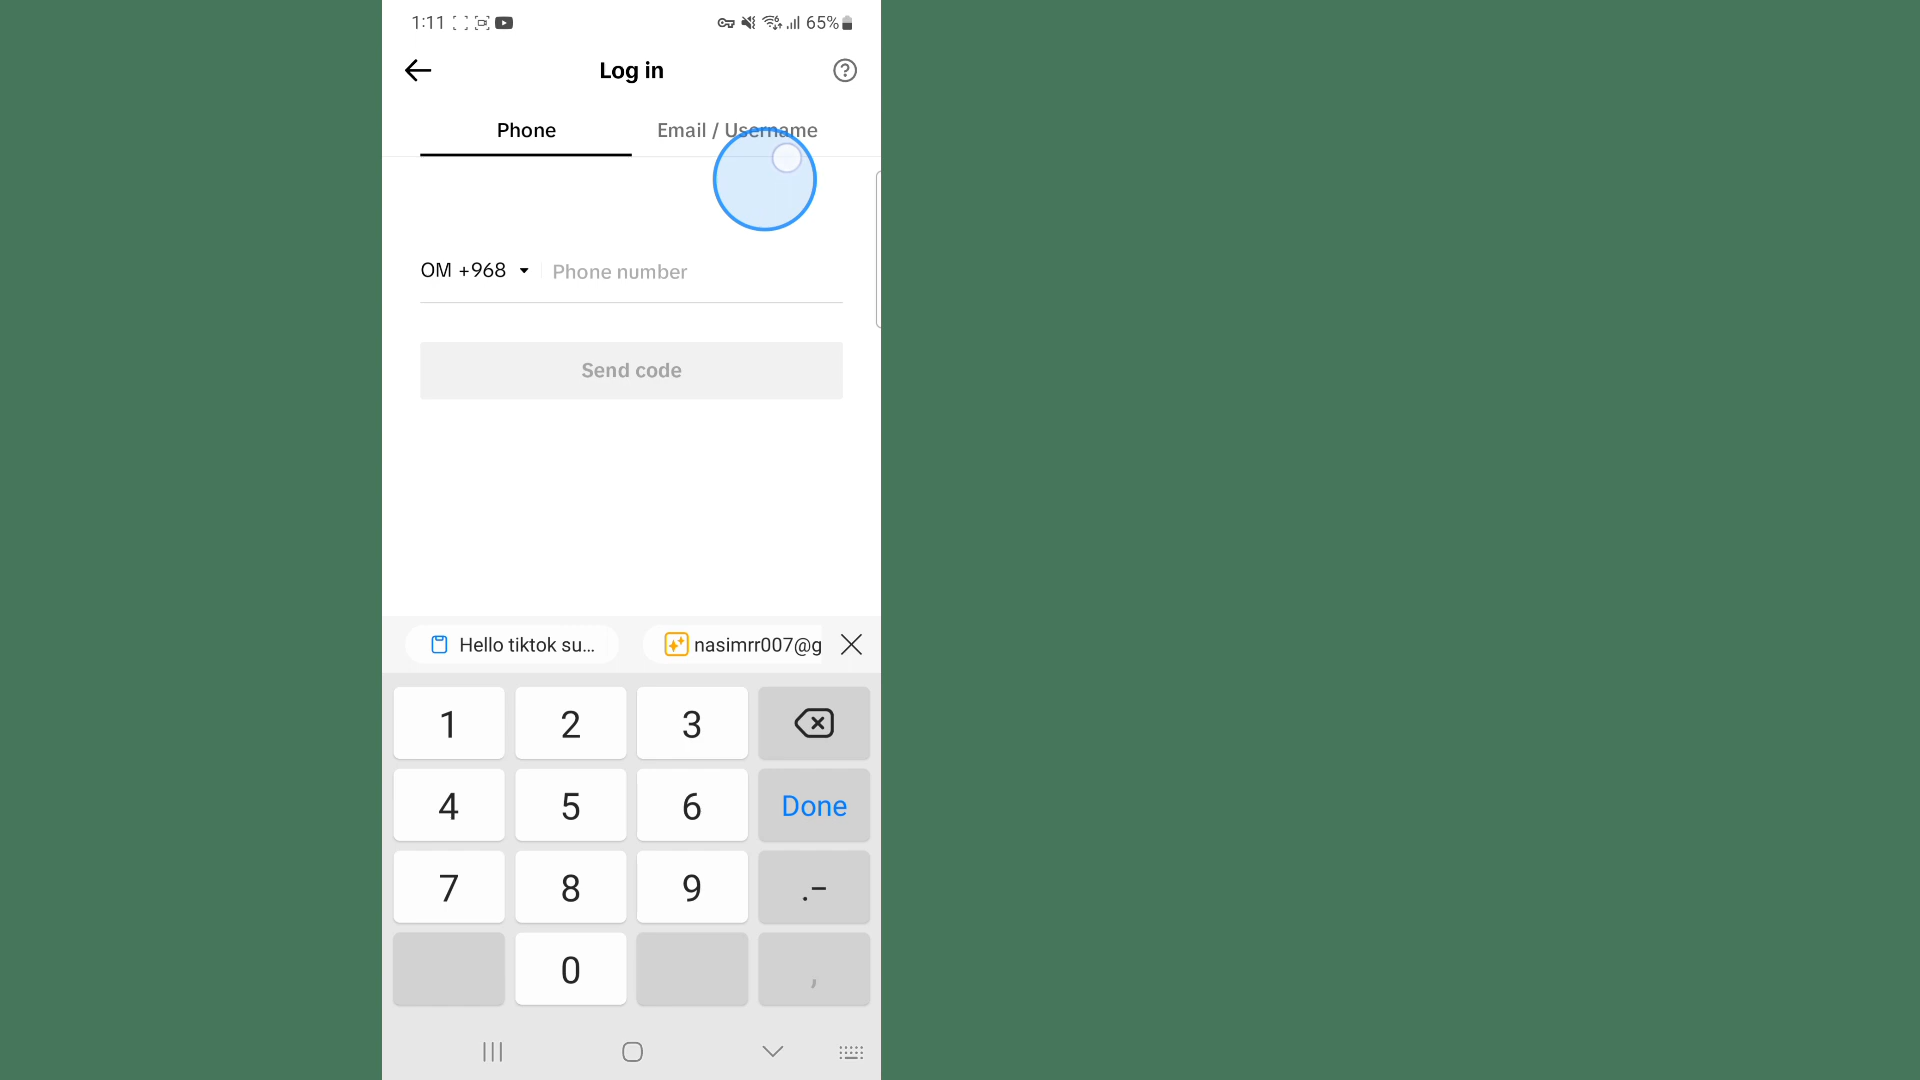 1:11 65%
Log in
Phone Email / Username
OM +968 Phone number
Send code
Hello tiktok su... nasimrr007@g
1 2 3
4 5 6 Done
7 8 9 .-
0 ,